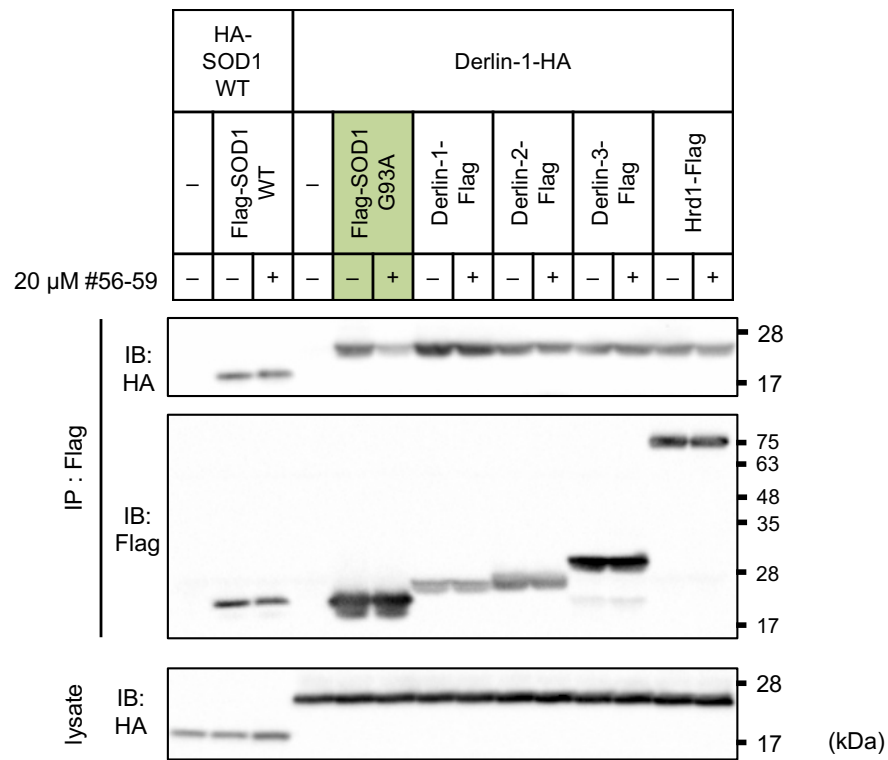 HA-
SOD1
WT
Derlin-1-HA
–
Flag-SOD1
WT
–
Flag-SOD1
G93A
Derlin-1-
Flag
Derlin-2-
Flag
Derlin-3-
Flag
Hrd1-Flag
20 μM #56-59
– – + – – + – + – + – + – +
IP : Flag
IB:
HA
28
17
IB:
Flag
75
63
48
35
28
17
lysate
IB:
HA
28
17
(kDa)